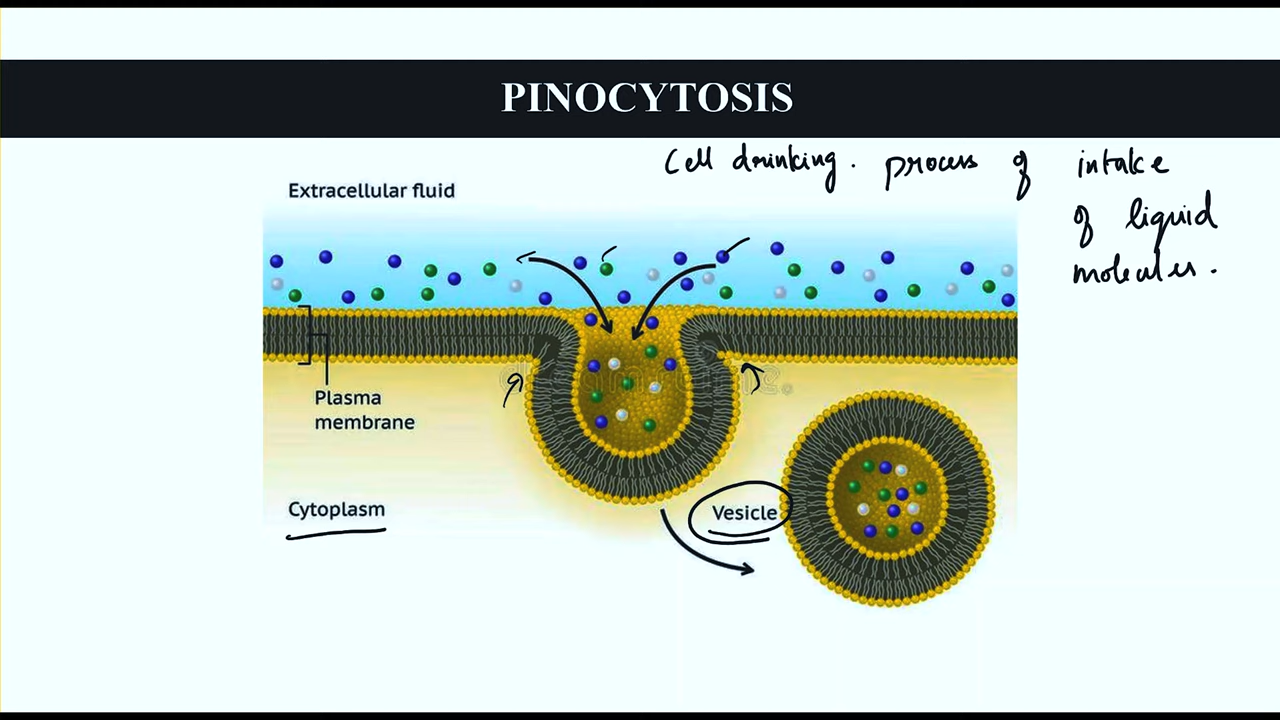 PINOCYTOSIS
Cell drinking. process of intake
of liquid
molecules.
Extracellular fluid
Plasma
membrane
Cytoplasm
Vesicle